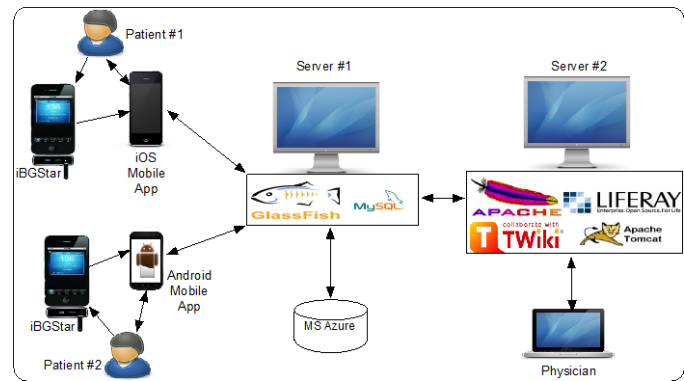 Patient #1
Server #1
Server #2
iBGStar
iOS
Mobile
App
GlassFish
MySQL
APACHE
LIFERAY
Enterprise. Open Source. For Life.
collaborate with
TWiki
Apache
Tomcat
iBGStar
Android
Mobile
App
MS Azure
Patient #2
Physician